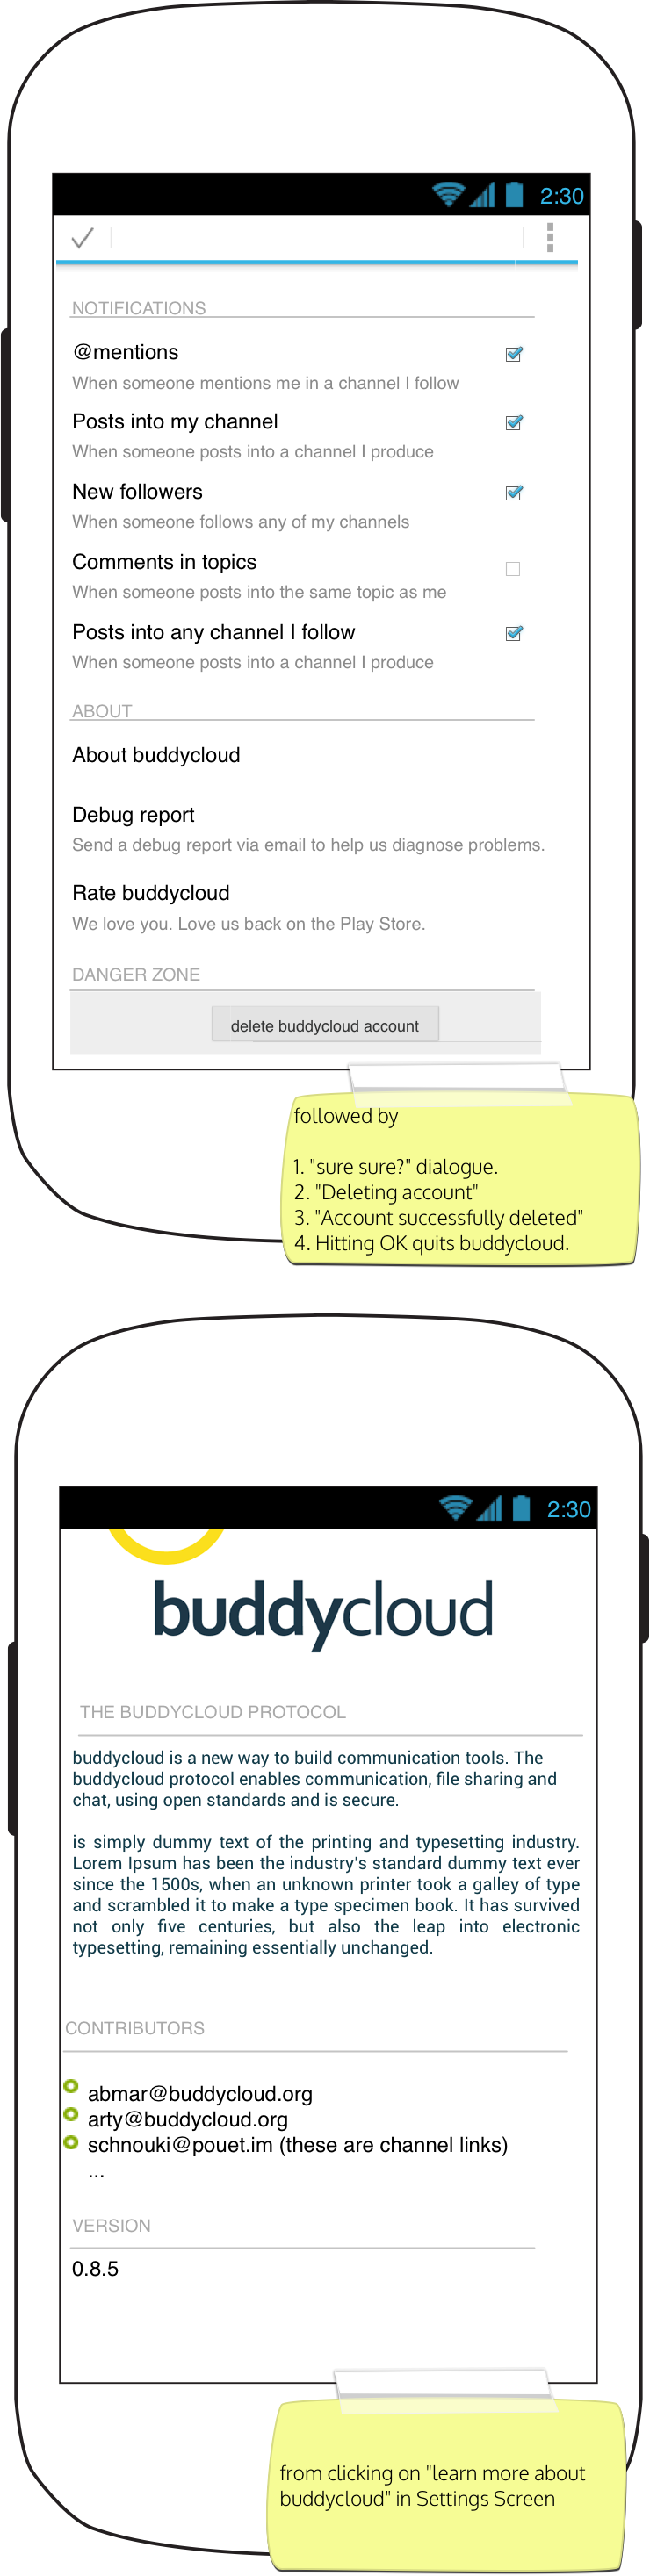 2:30
NOTIFICATIONS
@mentions
When someone mentions me in a channel I follow
Posts into my channel
When someone posts into a channel I produce
New followers
When someone follows any of my channels
Comments in topics
When someone posts into the same topic as me
Posts into any channel I follow
When someone posts into a channel I produce
ABOUT
About buddycloud
Debug report
Send a debug report via email to help us diagnose problems.
Rate buddycloud
We love you. Love us back on the Play Store.
DANGER ZONE
delete buddycloud account
followed by
1. "sure sure?" dialogue.
2. "Deleting account"
3. "Account successfully deleted"
4. Hitting OK quits buddycloud.
2:30
buddycloud
THE BUDDYCLOUD PROTOCOL
buddycloud is a new way to build communication tools. The
buddycloud protocol enables communication, file sharing and
chat, using open standards and is secure.
is simply dummy text of the printing and typesetting industry.
Lorem Ipsum has been the industry's standard dummy text ever
since the 1500s, when an unknown printer took a galley of type
and scrambled it to make a type specimen book. It has survived
not only five centuries, but also the leap into electronic
typesetting, remaining essentially unchanged.
CONTRIBUTORS
abmar@buddycloud.org
arty@buddycloud.org
schnouki@pouet.im (these are channel links)
...
VERSION
0.8.5
from clicking on "learn more about
buddycloud" in Settings Screen